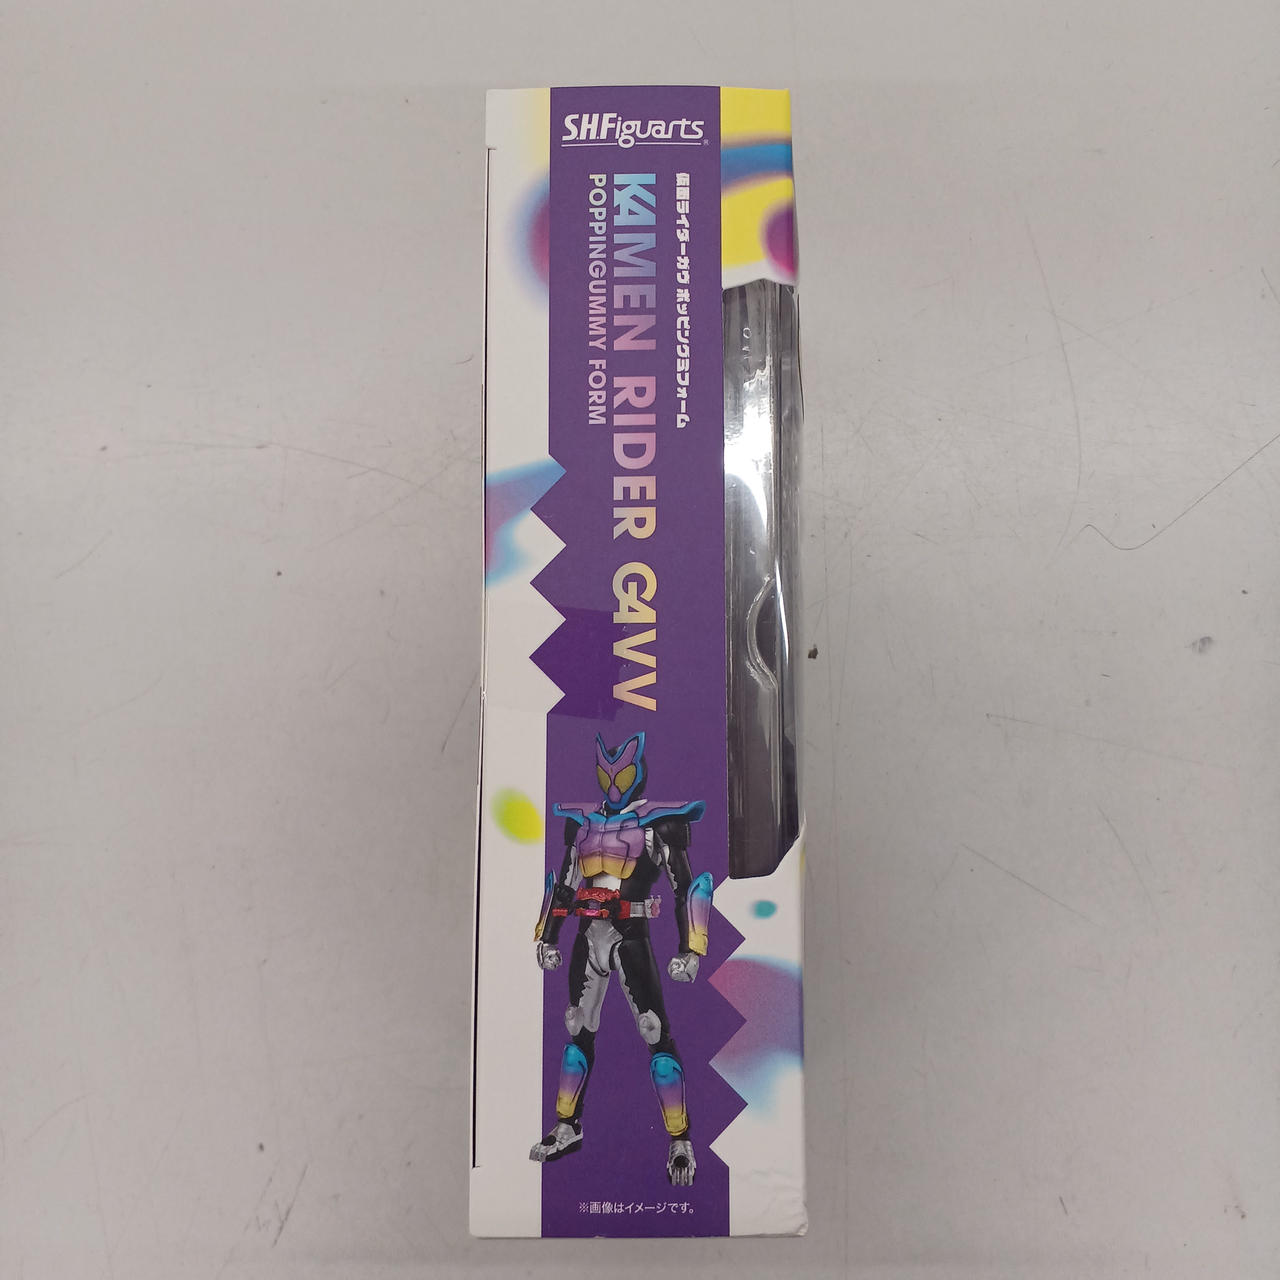 S.H.Figuarts®
仮面ライダーガヴ ポッピングミフォーム
KAMEN RIDER GAVV
POPPINGUMMY FORM
※画像はイメージです。